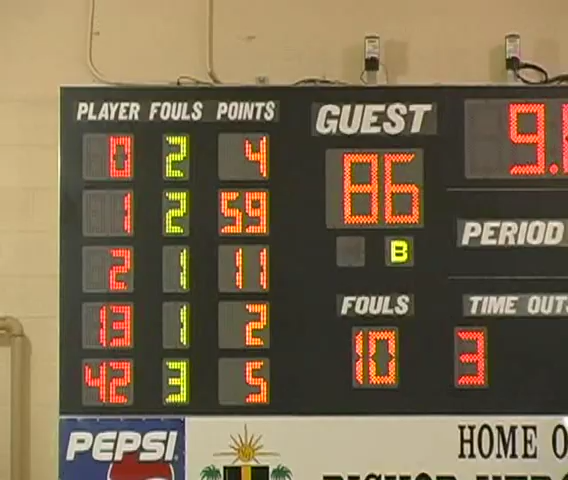 PLAYER FOULS POINTS GUEST 9.
0 2 4
1 2 59 86
PERIOD
2 1 11 B
FOULS TIME OUTS
13 1 2
10 3
42 3 5
PEPSI HOME O